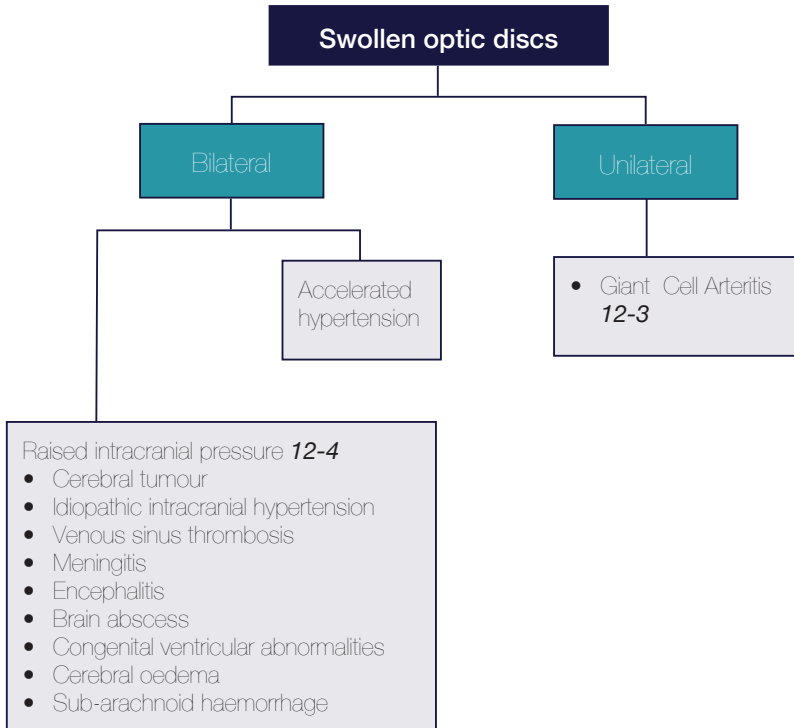 Swollen optic discs
Bilateral
Unilateral
Accelerated
hypertension
• Giant Cell Arteritis
12-3
Raised intracranial pressure 12-4
• Cerebral tumour
• Idiopathic intracranial hypertension
• Venous sinus thrombosis
• Meningitis
• Encephalitis
• Brain abscess
• Congenital ventricular abnormalities
• Cerebral oedema
• Sub-arachnoid haemorrhage